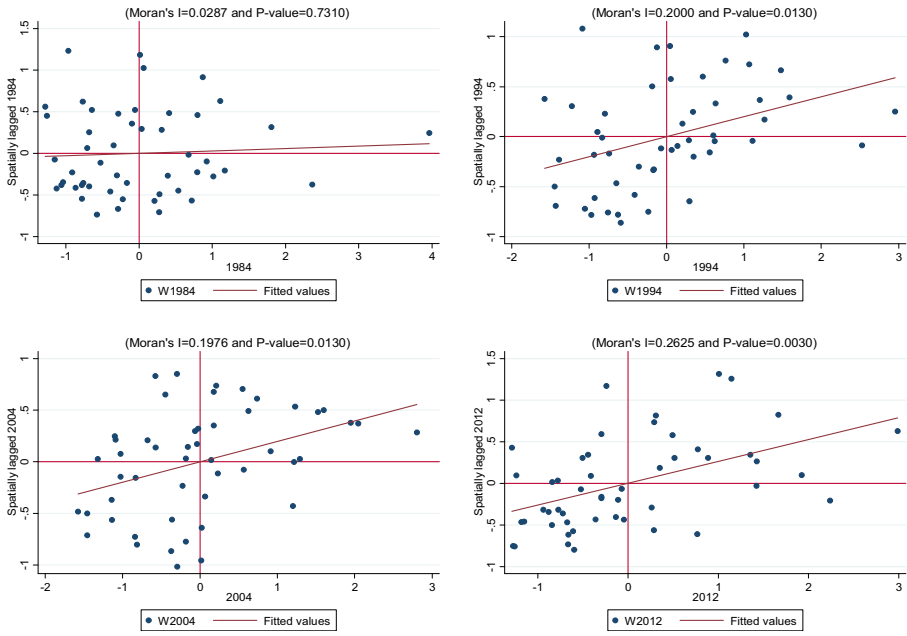 (Moran's I=0.0287 and P-value=0.7310)
Spatially lagged 1984
1.5
1
.5
0
-.5
-1
-1 0 1 2 3 4
1984
W1984 Fitted values
(Moran's I=0.2000 and P-value=0.0130)
Spatially lagged 1994
1
.5
0
-.5
-1
-2 -1 0 1 2 3
1994
W1994 Fitted values
(Moran's I=0.1976 and P-value=0.0130)
Spatially lagged 2004
1
.5
0
-.5
-1
-2 -1 0 1 2 3
2004
W2004 Fitted values
(Moran's I=0.2625 and P-value=0.0030)
Spatially lagged 2012
1.5
1
.5
0
-.5
-1
-1 0 1 2 3
2012
W2012 Fitted values